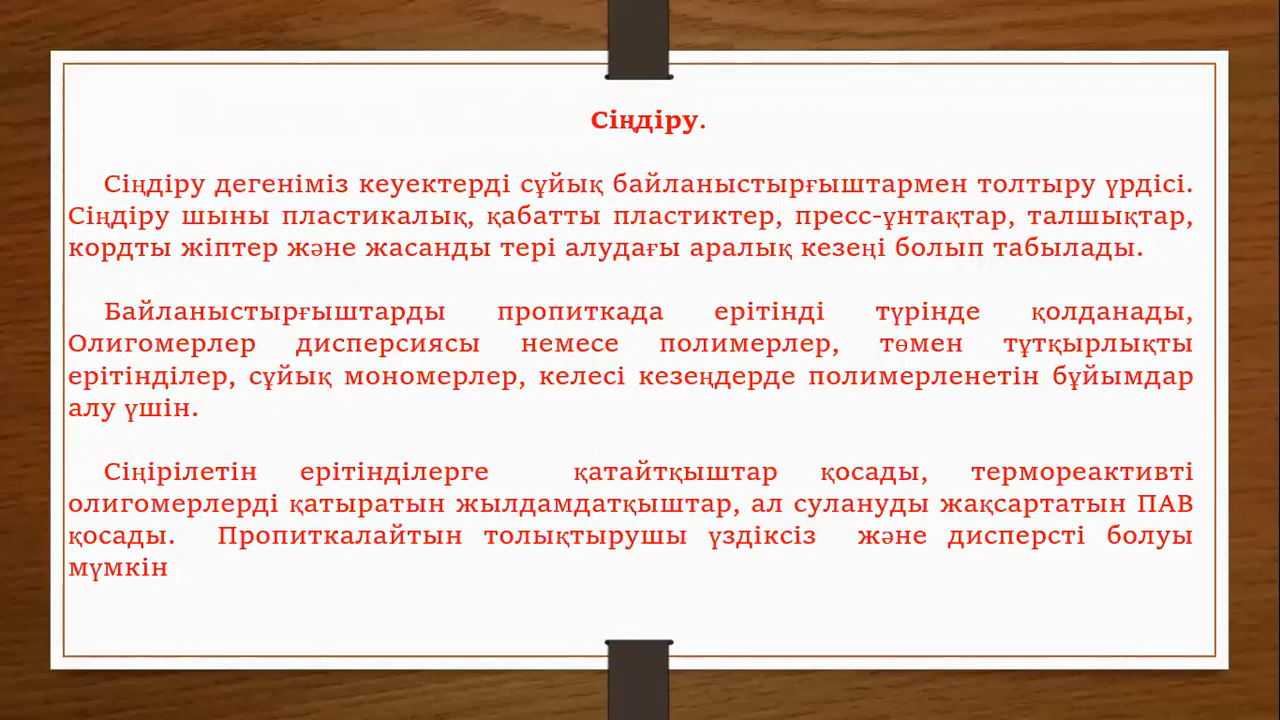 Сіңдіру.
Сіңдіру дегеніміз кеуектерді сұйық байланыстырғыштармен толтыру үрдісі.
Сіңдіру шыны пластикалық, қабатты пластиктер, пресс-ұнтақтар, талшықтар,
кордты жіптер және жасанды тері алудағы аралық кезеңі болып табылады.
Байланыстырғыштарды пропиткада ерітінді түрінде қолданады,
Олигомерлер дисперсиясы немесе полимерлер, төмен тұтқырлықты
ерітінділер, сұйық мономерлер, келесі кезеңдерде полимерленетін бұйымдар
алу үшін.
Сіңірілетін ерітінділерге қатайтқыштар қосады, термореактивті
олигомерлерді қатыратын жылдамдатқыштар, ал сулануды жақсартатын ПАВ
қосады. Пропиткалайтын толықтырушы үздіксіз және дисперсті болуы
мүмкін